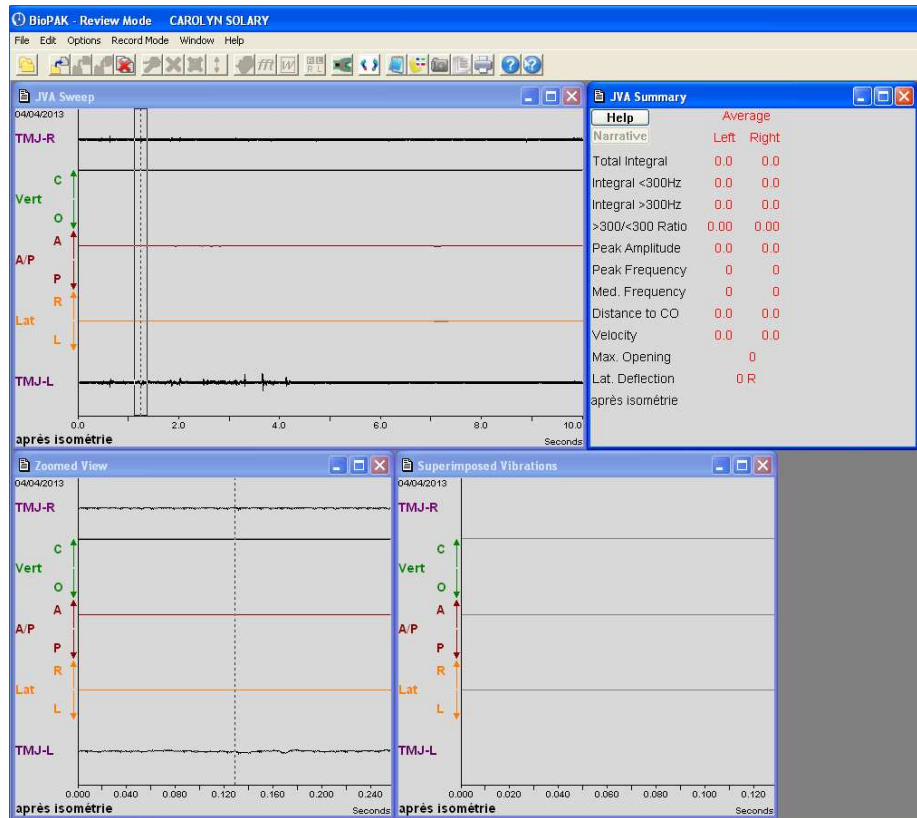 BioPAK - Review Mode CAROLYN SOLARY
File Edit Options Record Mode Window Help
fft W
JVA Sweep
04/04/2013
TMJ-R
C
Vert
O
A
A/P
P
R
Lat
L
TMJ-L
0.0 2.0 4.0 6.0 8.0 10.0
après isométrie Seconds
JVA Summary
Help Average
Narrative Left Right
Total Integral 0.0 0.0
Integral <300Hz 0.0 0.0
Integral >300Hz 0.0 0.0
>300/<300 Ratio 0.00 0.00
Peak Amplitude 0.0 0.0
Peak Frequency 0 0
Med. Frequency 0 0
Distance to CO 0.0 0.0
Velocity 0.0 0.0
Max. Opening 0
Lat. Deflection 0 R
après isométrie
Zoomed View
04/04/2013
TMJ-R
C
Vert
O
A
A/P
P
R
Lat
L
TMJ-L
0.000 0.040 0.080 0.120 0.160 0.200 0.240
après isométrie Seconds
Superimposed Vibrations
04/04/2013
TMJ-R
C
Vert
O
A
A/P
P
R
Lat
L
TMJ-L
0.000 0.020 0.040 0.060 0.080 0.100 0.120
après isométrie Seconds